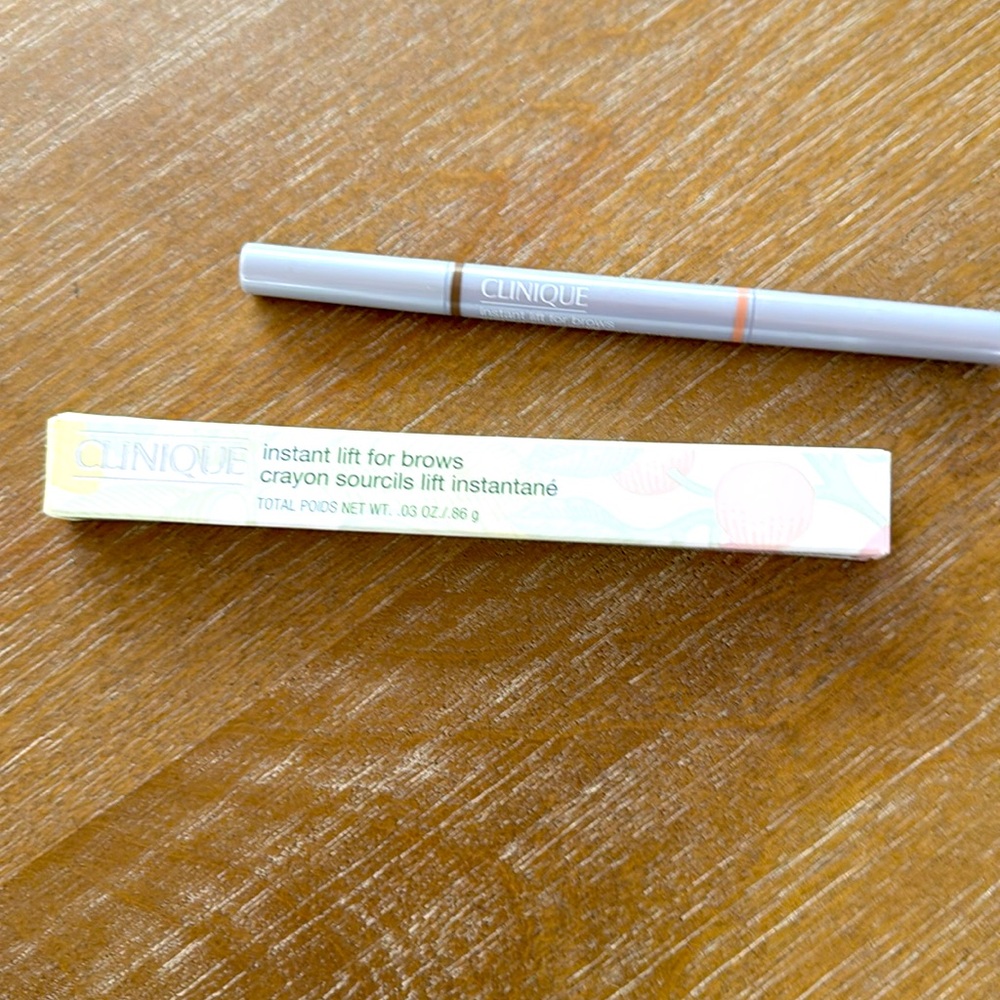 CLINIQUE
instant lift for brows
CLINIQUE
instant lift for brows
crayon sourcils lift instantané
TOTAL POIDS NET WT. .03 OZ./.86 g